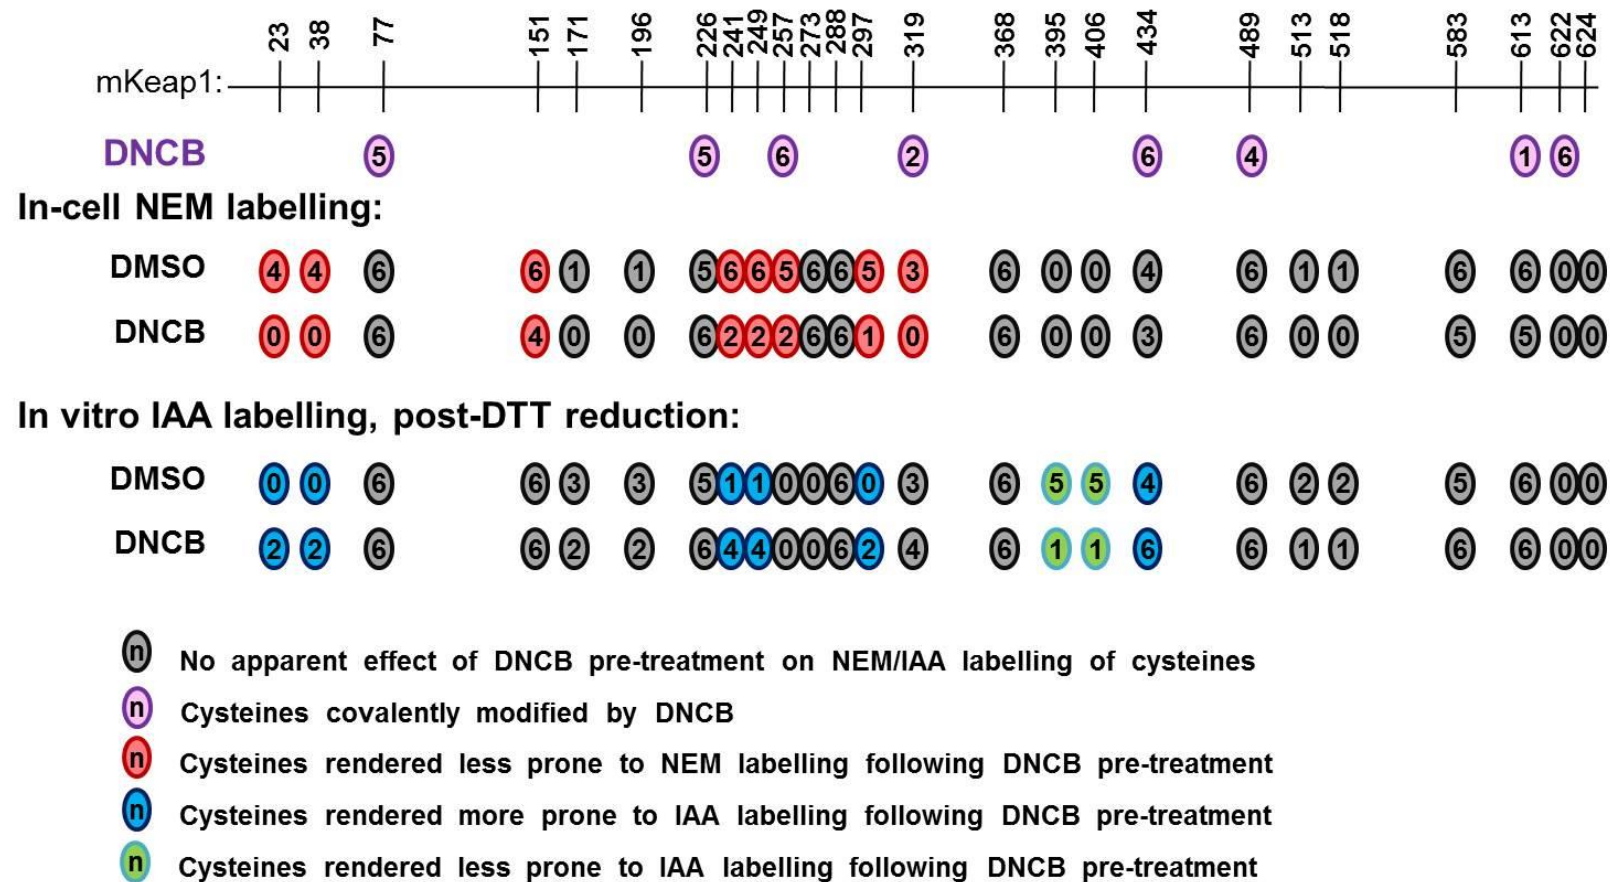 23 38 77 151 171 196 226 241 249 257 273 288 297 319 368 395 406 434 489 513 518 583 613 622 624
mKeap1:
DNCB 5 5 6 2 6 4 1 6
In-cell NEM labelling:
DMSO 4 4 6 6 1 1 5 6 6 5 6 6 5 3 6 0 0 4 6 1 1 6 6 0 0
DNCB 0 0 6 4 0 0 6 2 2 2 6 6 1 0 6 0 0 3 6 0 0 5 5 0 0
In vitro IAA labelling, post-DTT reduction:
DMSO 0 0 6 6 3 3 5 1 1 0 0 6 0 3 6 5 5 4 6 2 2 5 6 0 0
DNCB 2 2 6 6 2 2 6 4 4 0 0 6 2 4 6 1 1 6 6 1 1 6 6 0 0
n No apparent effect of DNCB pre-treatment on NEM/IAA labelling of cysteines
n Cysteines covalently modified by DNCB
n Cysteines rendered less prone to NEM labelling following DNCB pre-treatment
n Cysteines rendered more prone to IAA labelling following DNCB pre-treatment
n Cysteines rendered less prone to IAA labelling following DNCB pre-treatment